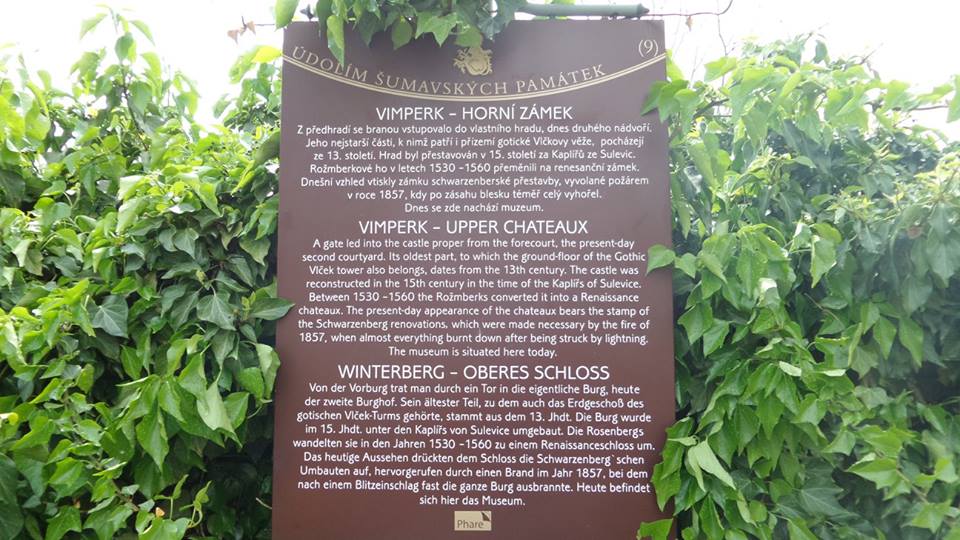 (9)
ÚDOLÍM ŠUMAVSKÝCH PAMÁTEK
VIMPERK – HORNÍ ZÁMEK
Z předhradí se branou vstupovalo do vlastního hradu, dnes druhého nádvoří.
Jeho nejstarší části, k nimž patří i přízemí gotické Vlčkovy věže, pocházejí
ze 13. století. Hrad byl přestavován v 15. století za Kaplířů ze Sulevic.
Rožmberkové ho v letech 1530 –1560 přeměnili na renesanční zámek.
Dnešní vzhled vtiskly zámku schwarzenberské přestavby, vyvolané požárem
v roce 1857, kdy po zásahu blesku téměř celý vyhořel.
Dnes se zde nachází muzeum.
VIMPERK – UPPER CHATEAUX
A gate led into the castle proper from the forecourt, the present-day
second courtyard. Its oldest part, to which the ground-floor of the Gothic
Vlček tower also belongs, dates from the 13th century. The castle was
reconstructed in the 15th century in the time of the Kaplířs of Sulevice.
Between 1530 –1560 the Rožmberks converted it into a Renaissance
chateaux. The present-day appearance of the chateaux bears the stamp of
the Schwarzenberg renovations, which were made necessary by the fire of
1857, when almost everything burnt down after being struck by lightning.
The museum is situated here today.
WINTERBERG – OBERES SCHLOSS
Von der Vorburg trat man durch ein Tor in die eigentliche Burg, heute
der zweite Burghof. Sein ältester Teil, zu dem auch das Erdgeschoß des
gotischen Vlček-Turms gehörte, stammt aus dem 13. Jhdt. Die Burg wurde
im 15. Jhdt. unter den Kaplířs von Sulevice umgebaut. Die Rosenbergs
wandelten sie in den Jahren 1530 –1560 zu einem Renaissanceschloss um.
Das heutige Aussehen drückten dem Schloss die Schwarzenberg`schen
Umbauten auf, hervorgerufen durch einen Brand im Jahr 1857, bei dem
nach einem Blitzeinschlag fast die ganze Burg ausbrannte. Heute befindet
sich hier das Museum.
Phare